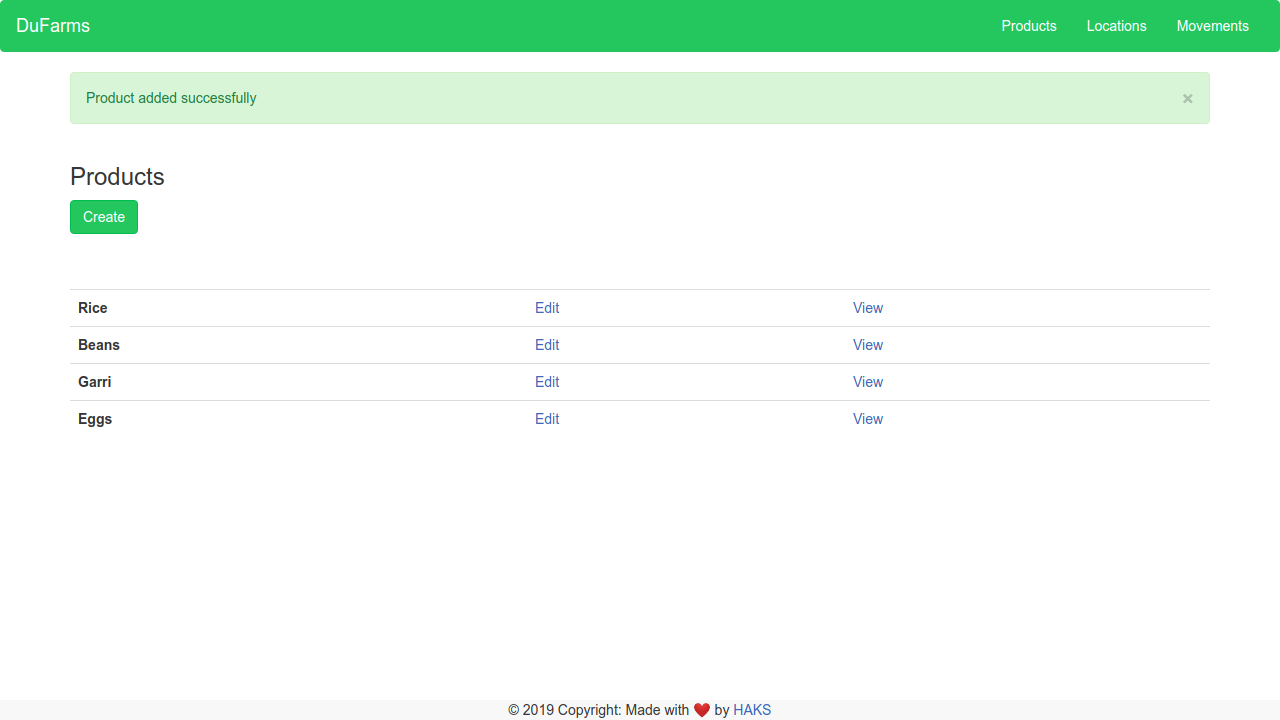 DuFarms Products Locations Movements
Product added successfully ×
Products
Create
Rice Edit View
Beans Edit View
Garri Edit View
Eggs Edit View
© 2019 Copyright: Made with ❤️ by HAKS